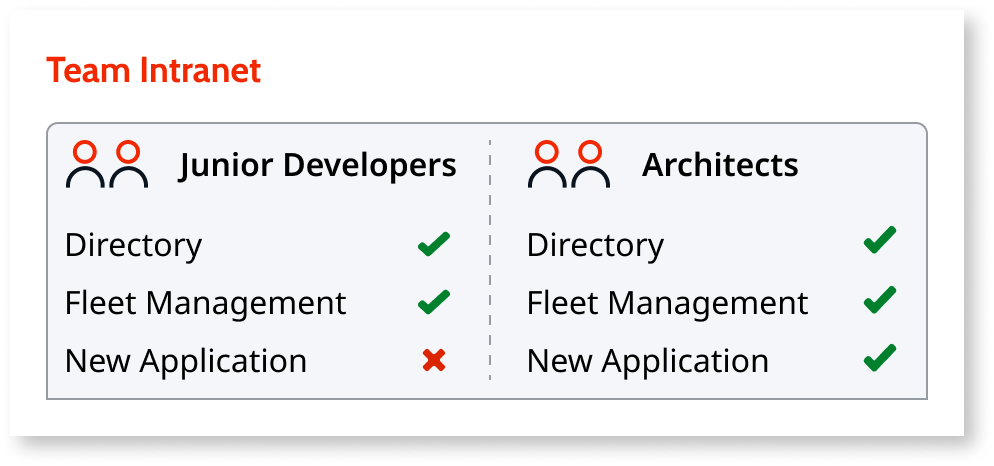 Team Intranet
Junior Developers
Directory
Fleet Management
New Application
Architects
Directory
Fleet Management
New Application